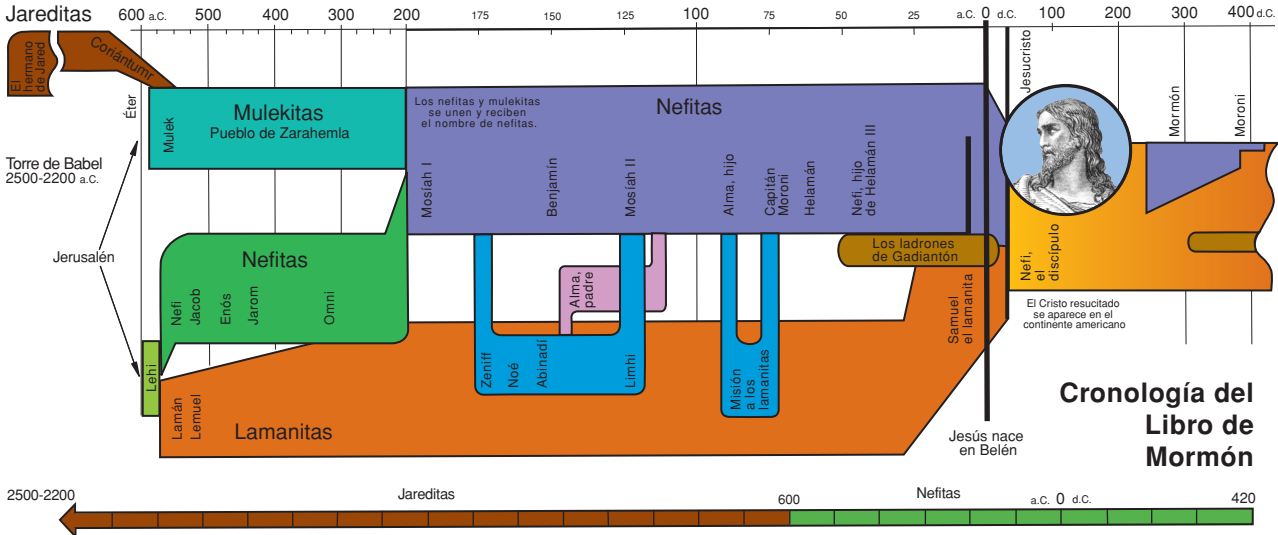 Jareditas
600 a.C. 500 400 300 200 175 150 125 100 75 50 25 a.C. 0 d.C. 100 200 300 400 d.C.
El
hermano
de Jared
Coriántumr
Éter
Torre de Babel
2500-2200 a.C.
Jerusalén
Mulek
Mulekitas
Pueblo de Zarahemla
Los nefitas y mulekitas
se unen y reciben
el nombre de nefitas.
Nefitas
Mosíah I
Benjamín
Mosíah II
Alma, hijo
Capitán
Moroni
Helamán
Nefi, hijo
de Helamán III
Los ladrones
de Gadiantón
Jesucristo
Mormón
Moroni
Nefi,
el
discípulo
El Cristo resucitado
se aparece en el
continente americano
Nefitas
Nefi
Jacob
Enós
Jarom
Omni
Lehi
Lamán
Lemuel
Lamanitas
Alma,
padre
Zeniff
Noé
Abinadí
Limhi
Misión
a los
lamanitas
Samuel
el lamanita
Jesús nace
en Belén
Cronología del
Libro de
Mormón
2500-2200 Jareditas 600 Nefitas a.C. 0 d.C. 420